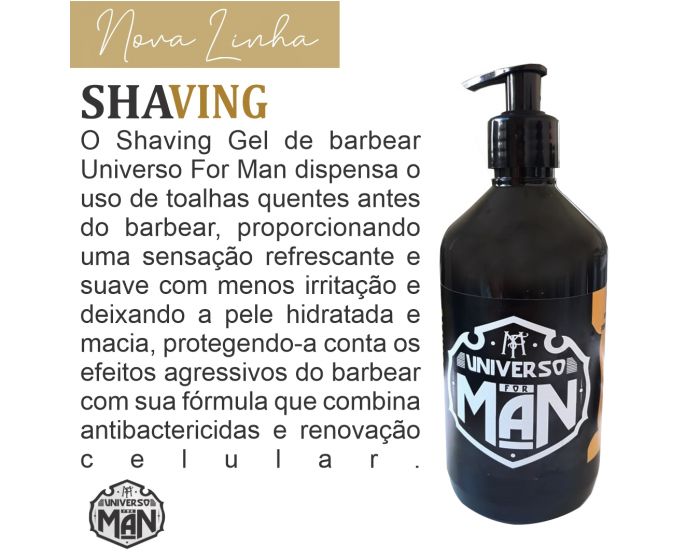 Nova Linha
SHAVING
O Shaving Gel de barbear
Universo For Man dispensa o
uso de toalhas quentes antes
do barbear, proporcionando
uma sensação refrescante e
suave com menos irritação e
deixando a pele hidratada e
macia, protegendo-a conta os
efeitos agressivos do barbear
com sua fórmula que combina
antibactericidas e renovação
celular.
UNIVERSO
FOR
MAN
UNIVERSO
FOR
MAN